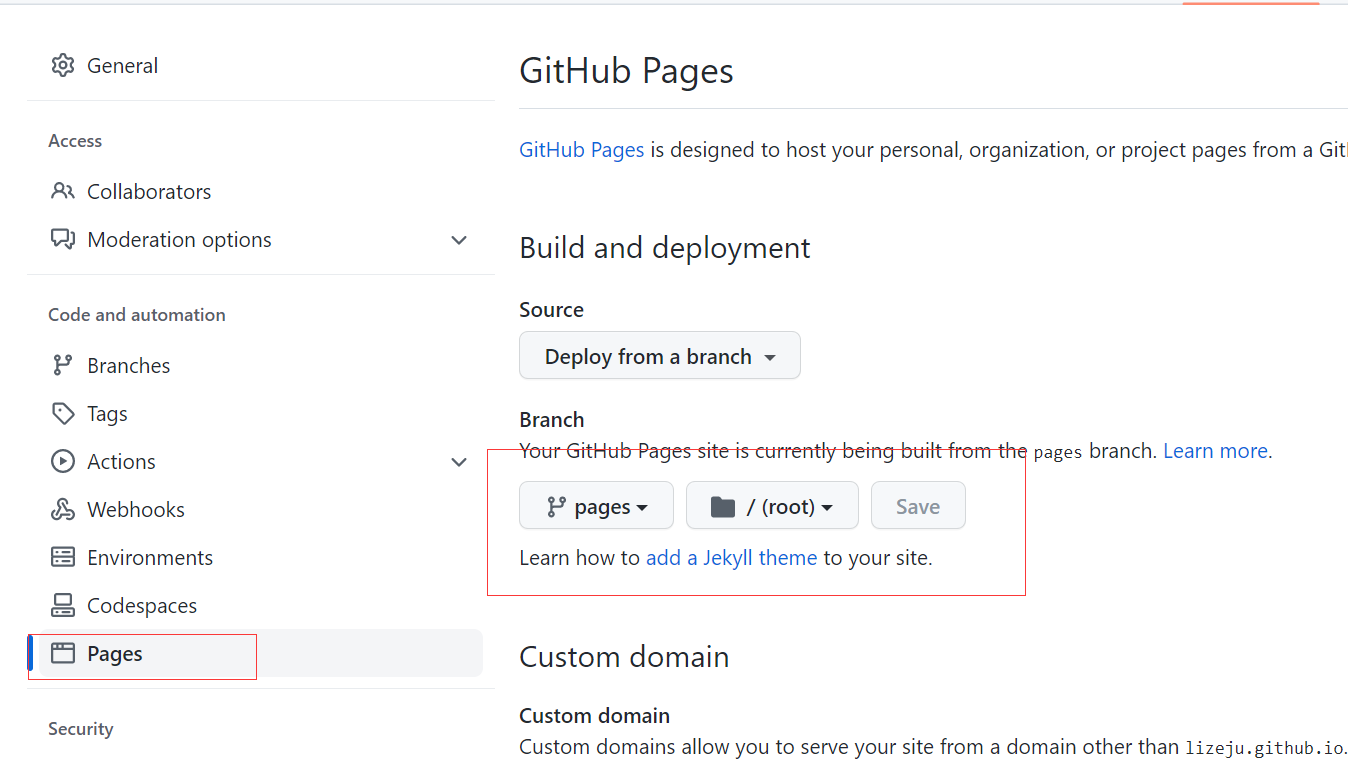 General
Access
Collaborators
Moderation options
Code and automation
Branches
Tags
Actions
Webhooks
Environments
Codespaces
Pages
Security
GitHub Pages
GitHub Pages is designed to host your personal, organization, or project pages from a Git
Build and deployment
Source
Deploy from a branch
Branch
Your GitHub Pages site is currently being built from the pages branch. Learn more.
pages / (root) Save
Learn how to add a Jekyll theme to your site.
Custom domain
Custom domain
Custom domains allow you to serve your site from a domain other than lizeju.github.io.